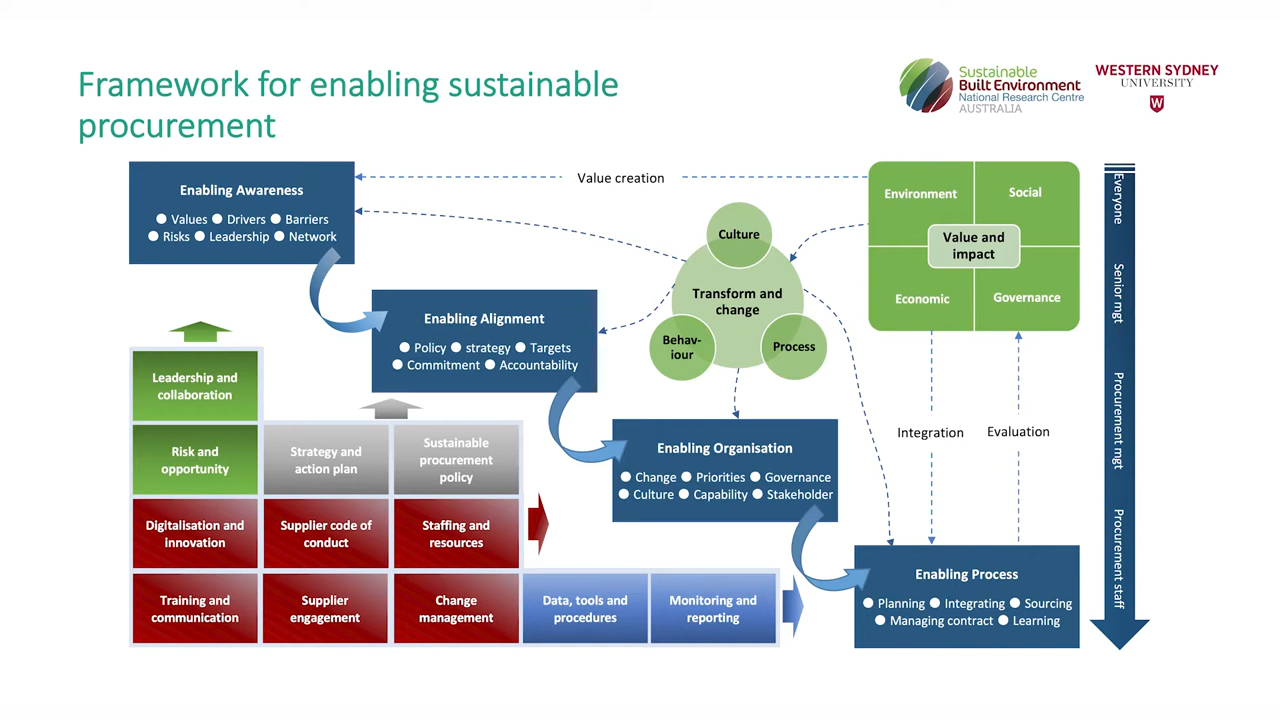 Framework for enabling sustainable
procurement
Sustainable
Built Environment
National Research Centre
AUSTRALIA
WESTERN SYDNEY
UNIVERSITY
W
Enabling Awareness
Values Drivers Barriers
Risks Leadership Network
Value creation
Enabling Alignment
Policy strategy Targets
Commitment Accountability
Culture
Transform and
change
Behav-
iour
Process
Environment
Social
Value and
impact
Economic
Governance
Everyone
Senior mgt
Procurement mgt
Procurement staff
Integration
Evaluation
Enabling Organisation
Change Priorities Governance
Culture Capability Stakeholder
Enabling Process
Planning Integrating Sourcing
Managing contract Learning
Leadership and
collaboration
Risk and
opportunity
Strategy and
action plan
Sustainable
procurement
policy
Digitalisation and
innovation
Supplier code of
conduct
Staffing and
resources
Training and
communication
Supplier
engagement
Change
management
Data, tools and
procedures
Monitoring and
reporting